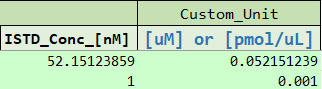 Custom_Unit
ISTD_Conc_[nM] [uM] or [pmol/uL]
52.15123859 0.052151239
1 0.001